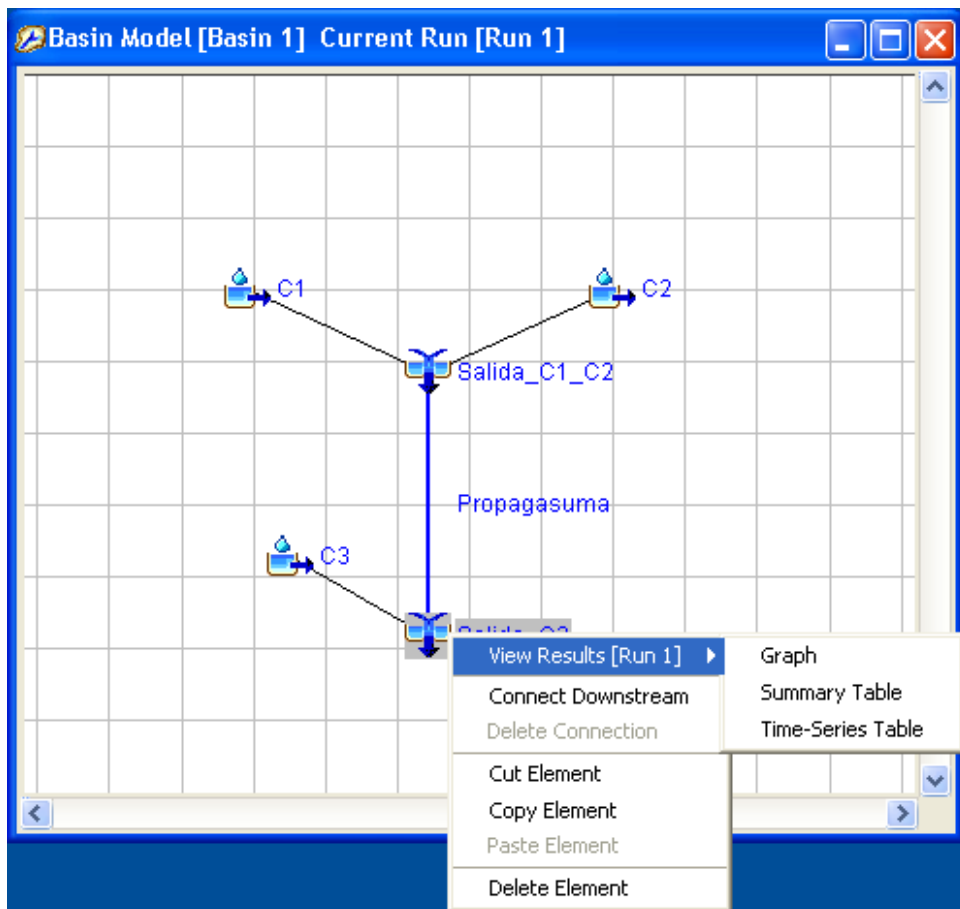 Basin Model [Basin 1] Current Run [Run 1]
C1
C2
Salida_C1_C2
Propagasuma
C3
View Results [Run 1]
Graph
Connect Downstream
Summary Table
Delete Connection
Time-Series Table
Cut Element
Copy Element
Paste Element
Delete Element